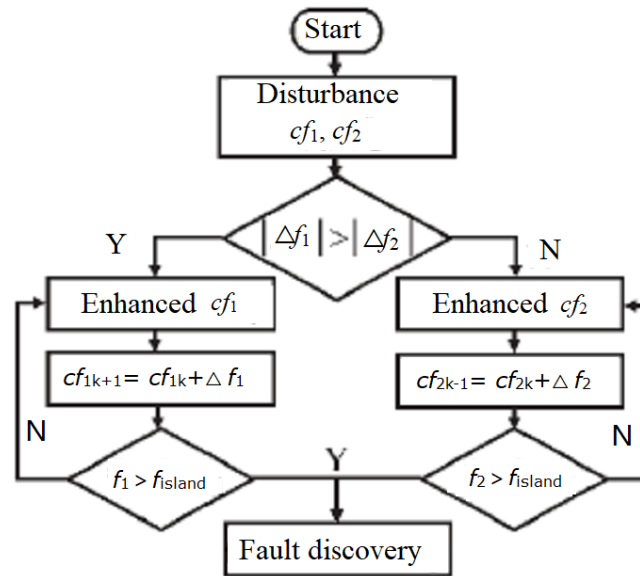 Start
Disturbance
cf₁, cf₂
|△f₁|>|△f₂|
Y
N
Enhanced cf₁
Enhanced cf₂
cf₁ₖ₊₁= cf₁ₖ+△ f₁
cf₂ₖ₋₁= cf₂ₖ+△ f₂
N
Y
N
f₁ > fisland
f₂ > fisland
Fault discovery